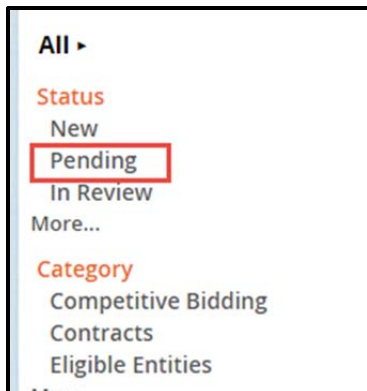 All ▸
Status
New
Pending
In Review
More...
Category
Competitive Bidding
Contracts
Eligible Entities